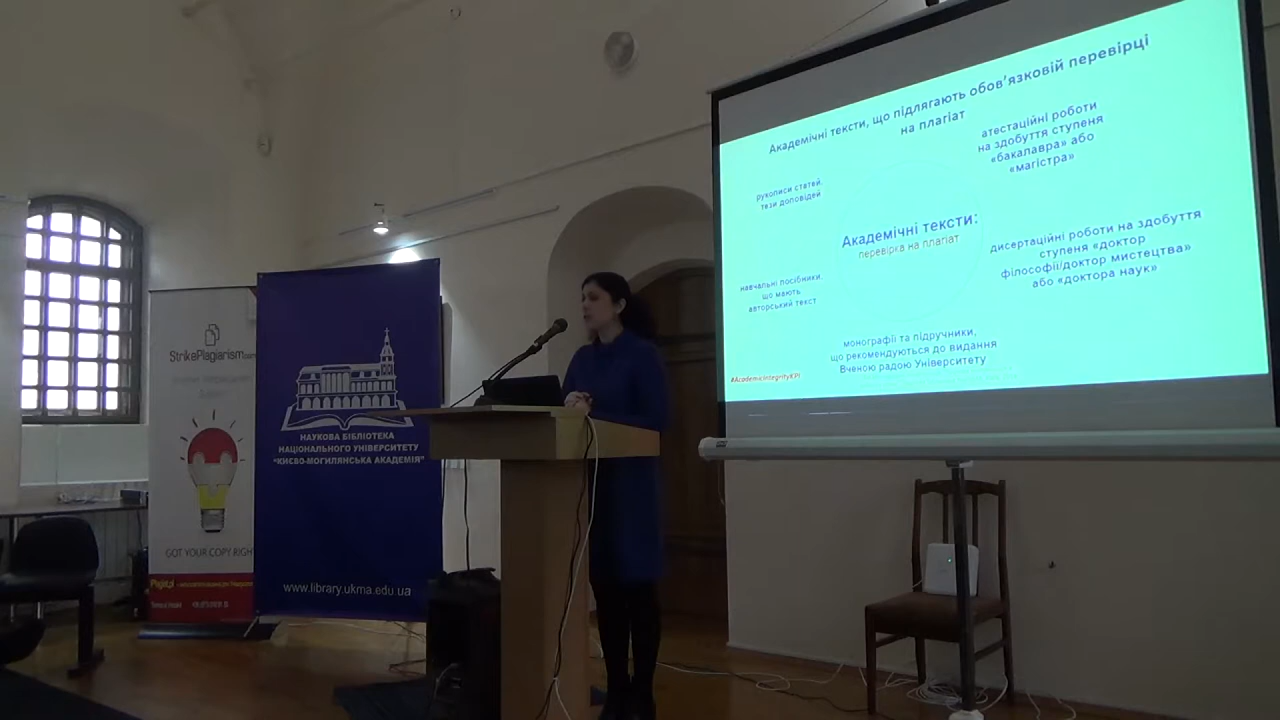 Академічні тексти, що підлягають обов'язковій перевірці
на плагіат
атестаційні роботи
на здобуття ступеня
«бакалавра» або
«магістра»
рукописи статей,
тези доповідей
Академічні тексти:
перевірка на плагіат
дисертаційні роботи на здобуття
ступеня «доктор
філософії/доктор мистецтва»
або «доктора наук»
навчальні посібники,
що мають
авторський текст
монографії та підручники,
що рекомендуються до видання
Вченою радою Університету
#AcademicIntegrityKPI
StrikePlagiarism.com
GOT YOUR COPY RIGH
НАУКОВА БІБЛІОТЕКА
НАЦІОНАЛЬНОГО УНІВЕРСИТЕТУ
"КИЄВО-МОГИЛЯНСЬКА АКАДЕМІЯ"
www.library.ukma.edu.ua